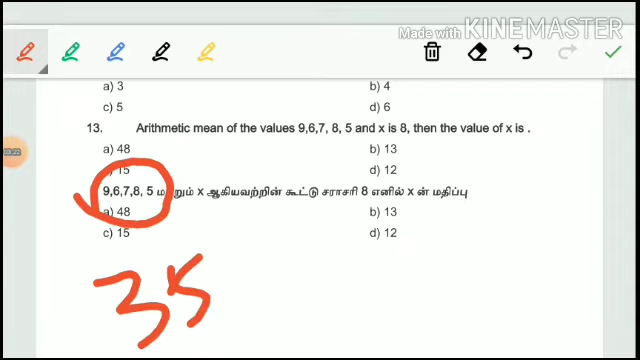 Made with KINEMASTER
03:22
a) 3 b) 4
c) 5 d) 6
13. Arithmetic mean of the values 9,6,7, 8, 5 and x is 8, then the value of x is .
a) 48 b) 13
15 d) 12
9,6,7,8, 5 மற்றும் x ஆகியவற்றின் கூட்டு சராசரி 8 எனில் x ன் மதிப்பு
a) 48 b) 13
c) 15 d) 12
35